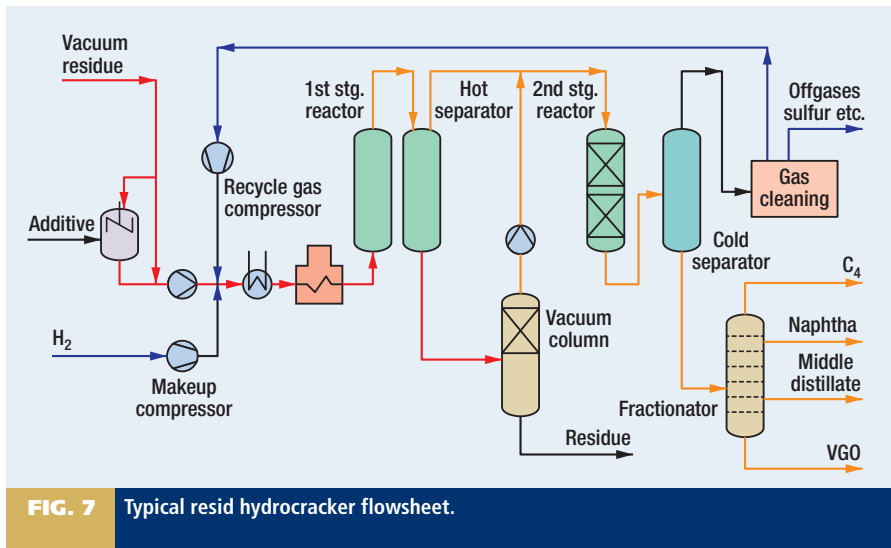 Vacuum
residue
1st stg.
reactor
Hot
separator
2nd stg.
reactor
Offgases
sulfur etc.
Recycle gas
compressor
Gas
cleaning
Additive
Cold
separator
C4
H2
Makeup
compressor
Vacuum
column
Naphtha
Middle
distillate
Fractionator
Residue
VGO
FIG. 7
Typical resid hydrocracker flowsheet.